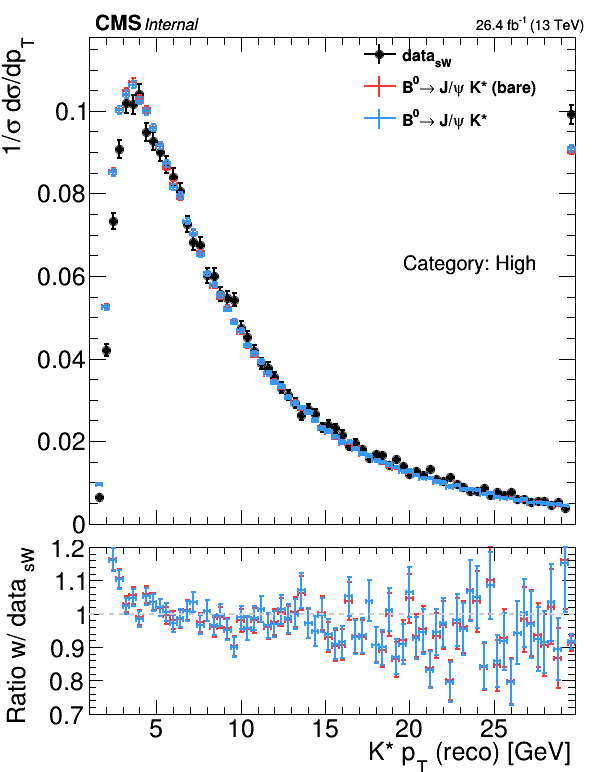 CMS Internal 26.4 fb⁻¹ (13 TeV)
1/σ dσ/dp_T
data_sW
B⁰→ J/ψ K* (bare)
B⁰→ J/ψ K*
Category: High
0.1
0.08
0.06
0.04
0.02
0
Ratio w/ data sW
1.2
1.1
1
0.9
0.8
0.7
5 10 15 20 25
K* p_T (reco) [GeV]